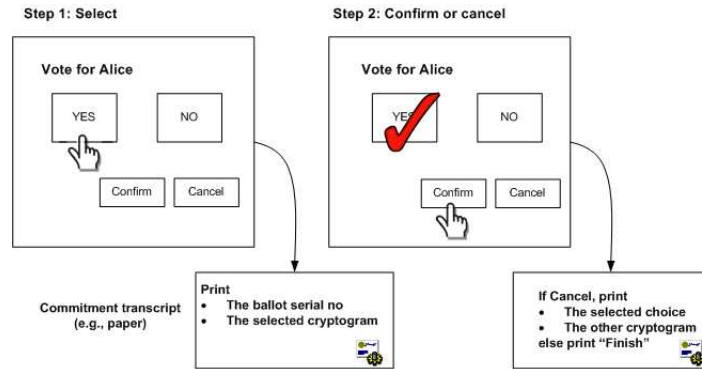 Step 1: Select
Step 2: Confirm or cancel
Vote for Alice
YES
NO
Confirm
Cancel
Vote for Alice
YES
NO
Confirm
Cancel
Commitment transcript
(e.g., paper)
Print
• The ballot serial no
• The selected cryptogram
If Cancel, print
• The selected choice
• The other cryptogram
else print “Finish”